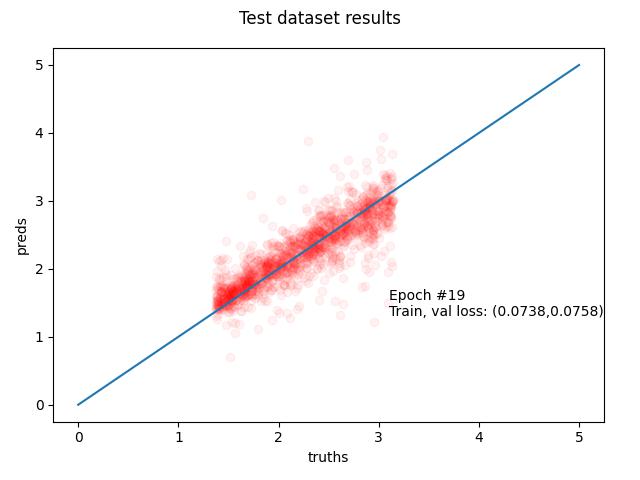 Test dataset results
5
4
3
2
1
0
preds
Epoch #19
Train, val loss: (0.0738,0.0758)
0 1 2 3 4 5
truths